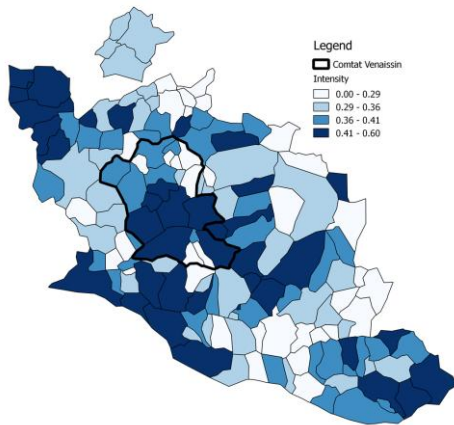 Legend
Comtat Venaissin
Intensity
0.00 - 0.29
0.29 - 0.36
0.36 - 0.41
0.41 - 0.60